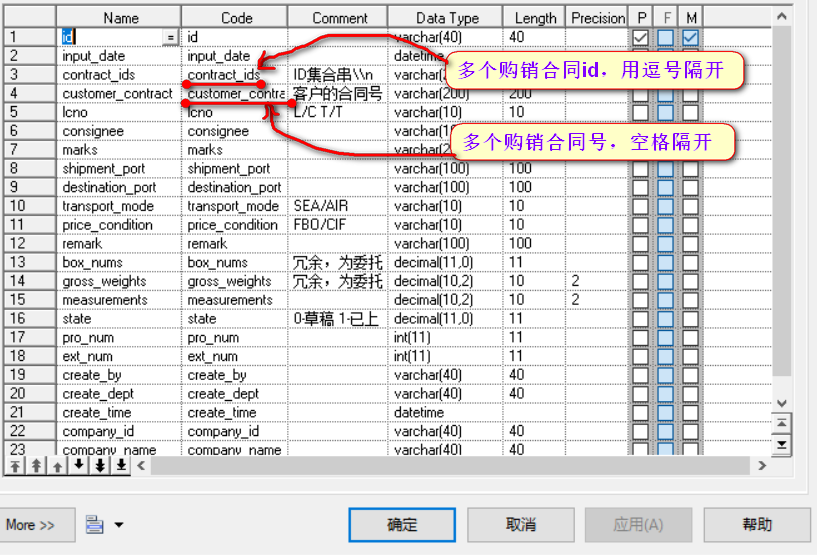 Name Code Comment Data Type Length Precision P F M
1 id = id varchar(40) 40
2 input_date input_date datetime
3 contract_ids contract_ids ID集合串\\n varchar(2
多个购销合同id，用逗号隔开
4 customer_contract customer_contra 客户的合同号 varchar(200) 200
5 lcno lcno L/C T/T varchar(10) 10
6 consignee consignee varchar(1
多个购销合同号，空格隔开
7 marks marks varchar(2
8 shipment_port shipment_port varchar(100) 100
9 destination_port destination_port varchar(100) 100
10 transport_mode transport_mode SEA/AIR varchar(10) 10
11 price_condition price_condition FBO/CIF varchar(10) 10
12 remark remark varchar(100) 100
13 box_nums box_nums 冗余，为委托 decimal(11,0) 11
14 gross_weights gross_weights 冗余，为委托 decimal(10,2) 10 2
15 measurements measurements decimal(10,2) 10 2
16 state state 0-草稿 1-已上 decimal(11,0) 11
17 pro_num pro_num int(11) 11
18 ext_num ext_num int(11) 11
19 create_by create_by varchar(40) 40
20 create_dept create_dept varchar(40) 40
21 create_time create_time datetime
22 company_id company_id varchar(40) 40
23 company_name company_name varchar(40) 40
More >> 确定 取消 应用(A) 帮助